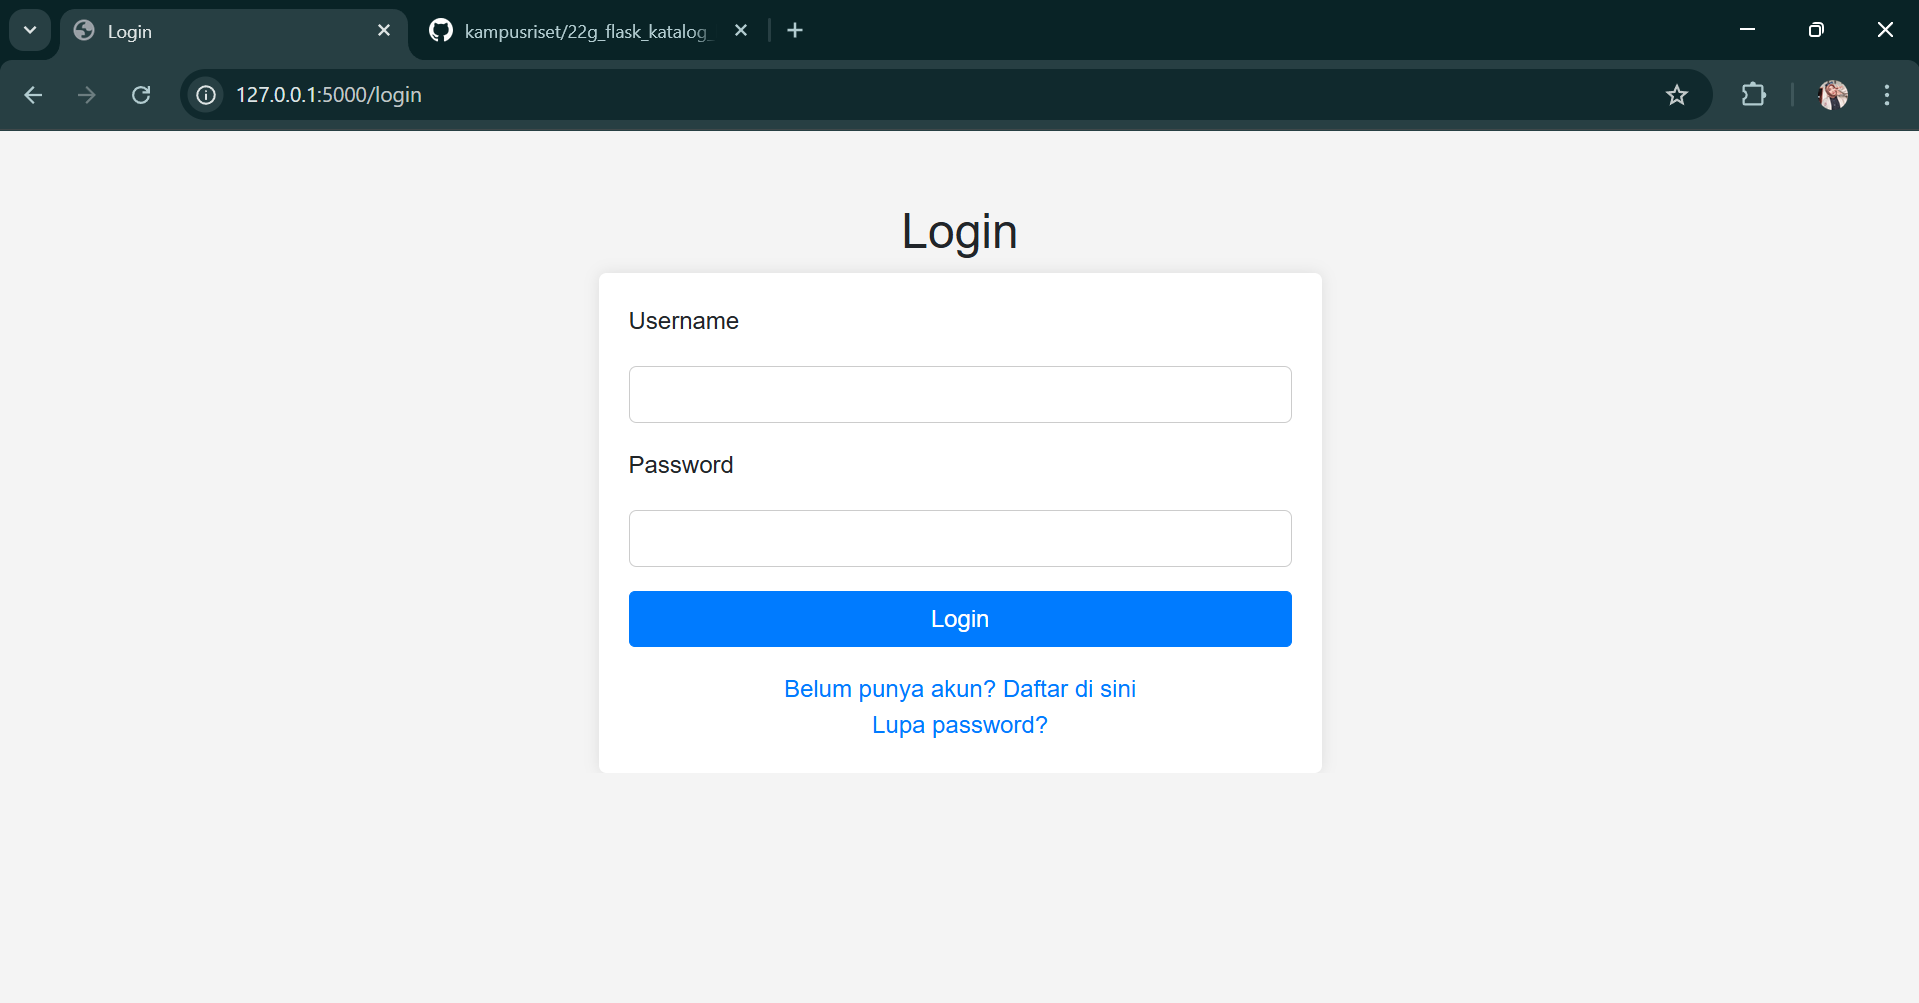 Login
kampusriset/22g_flask_katalog_
127.0.0.1:5000/login
Login
Username
Password
Login
Belum punya akun? Daftar di sini
Lupa password?